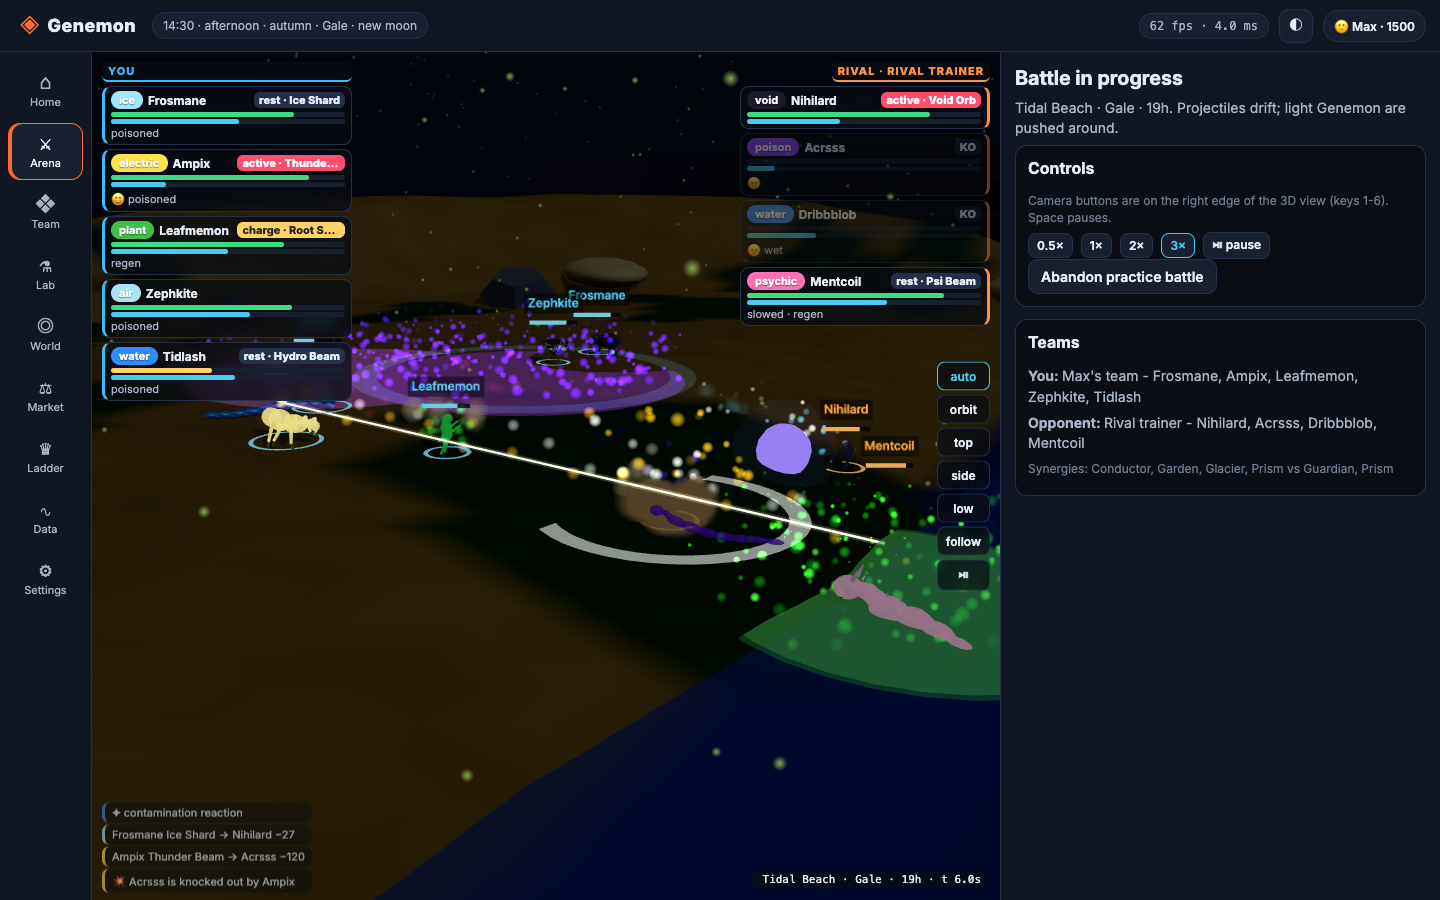 Genemon
14:30 · afternoon · autumn · Gale · new moon
62 fps · 4.0 ms
Max · 1500
Home
Arena
Team
Lab
World
Market
Ladder
Data
Settings
YOU
ice Frosmane rest · Ice Shard
poisoned
electric Ampix active · Thunde...
poisoned
plant Leafmemon charge · Root S...
regen
air Zephkite
poisoned
water Tidlash rest · Hydro Beam
poisoned
RIVAL · RIVAL TRAINER
void Nihilard active · Void Orb
poison Acrsss KO
water Dribbblob KO
wet
psychic Mentcoil rest · Psi Beam
slowed · regen
Frosmane
Zephkite
Leafmemon
Nihilard
Mentcoil
auto
orbit
top
side
low
follow
✦ contamination reaction
Frosmane Ice Shard → Nihilard −27
Ampix Thunder Beam → Acrsss −120
Acrsss is knocked out by Ampix
Tidal Beach · Gale · 19h · t 6.0s
Battle in progress
Tidal Beach · Gale · 19h. Projectiles drift; light Genemon are
pushed around.
Controls
Camera buttons are on the right edge of the 3D view (keys 1-6).
Space pauses.
0.5× 1× 2× 3× pause
Abandon practice battle
Teams
You: Max's team - Frosmane, Ampix, Leafmemon,
Zephkite, Tidlash
Opponent: Rival trainer - Nihilard, Acrsss, Dribbblob,
Mentcoil
Synergies: Conductor, Garden, Glacier, Prism vs Guardian, Prism